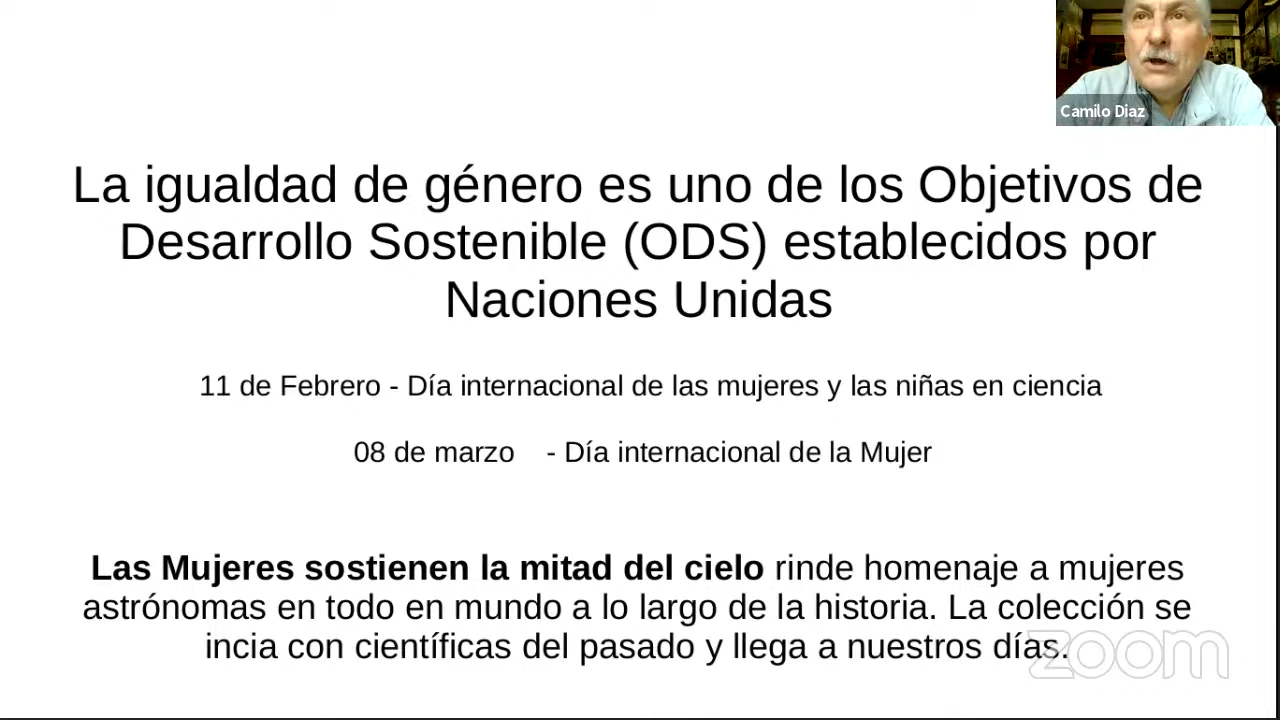 Camilo Diaz
La igualdad de género es uno de los Objetivos de
Desarrollo Sostenible (ODS) establecidos por
Naciones Unidas
11 de Febrero - Día internacional de las mujeres y las niñas en ciencia
08 de marzo - Día internacional de la Mujer
Las Mujeres sostienen la mitad del cielo rinde homenaje a mujeres
astrónomas en todo en mundo a lo largo de la historia. La colección se
incia con científicas del pasado y llega a nuestros días.
zoom